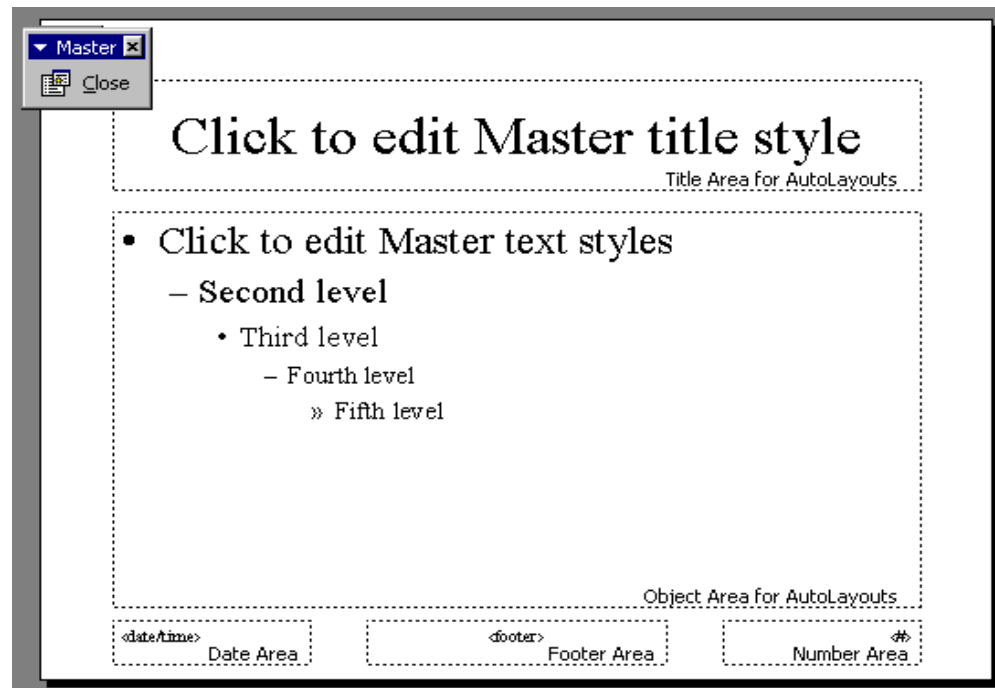 Master
Close
Click to edit Master title style
Title Area for AutoLayouts
• Click to edit Master text styles
– Second level
• Third level
– Fourth level
» Fifth level
Object Area for AutoLayouts
<date/time>
Date Area
<footer>
Footer Area
<#>
Number Area